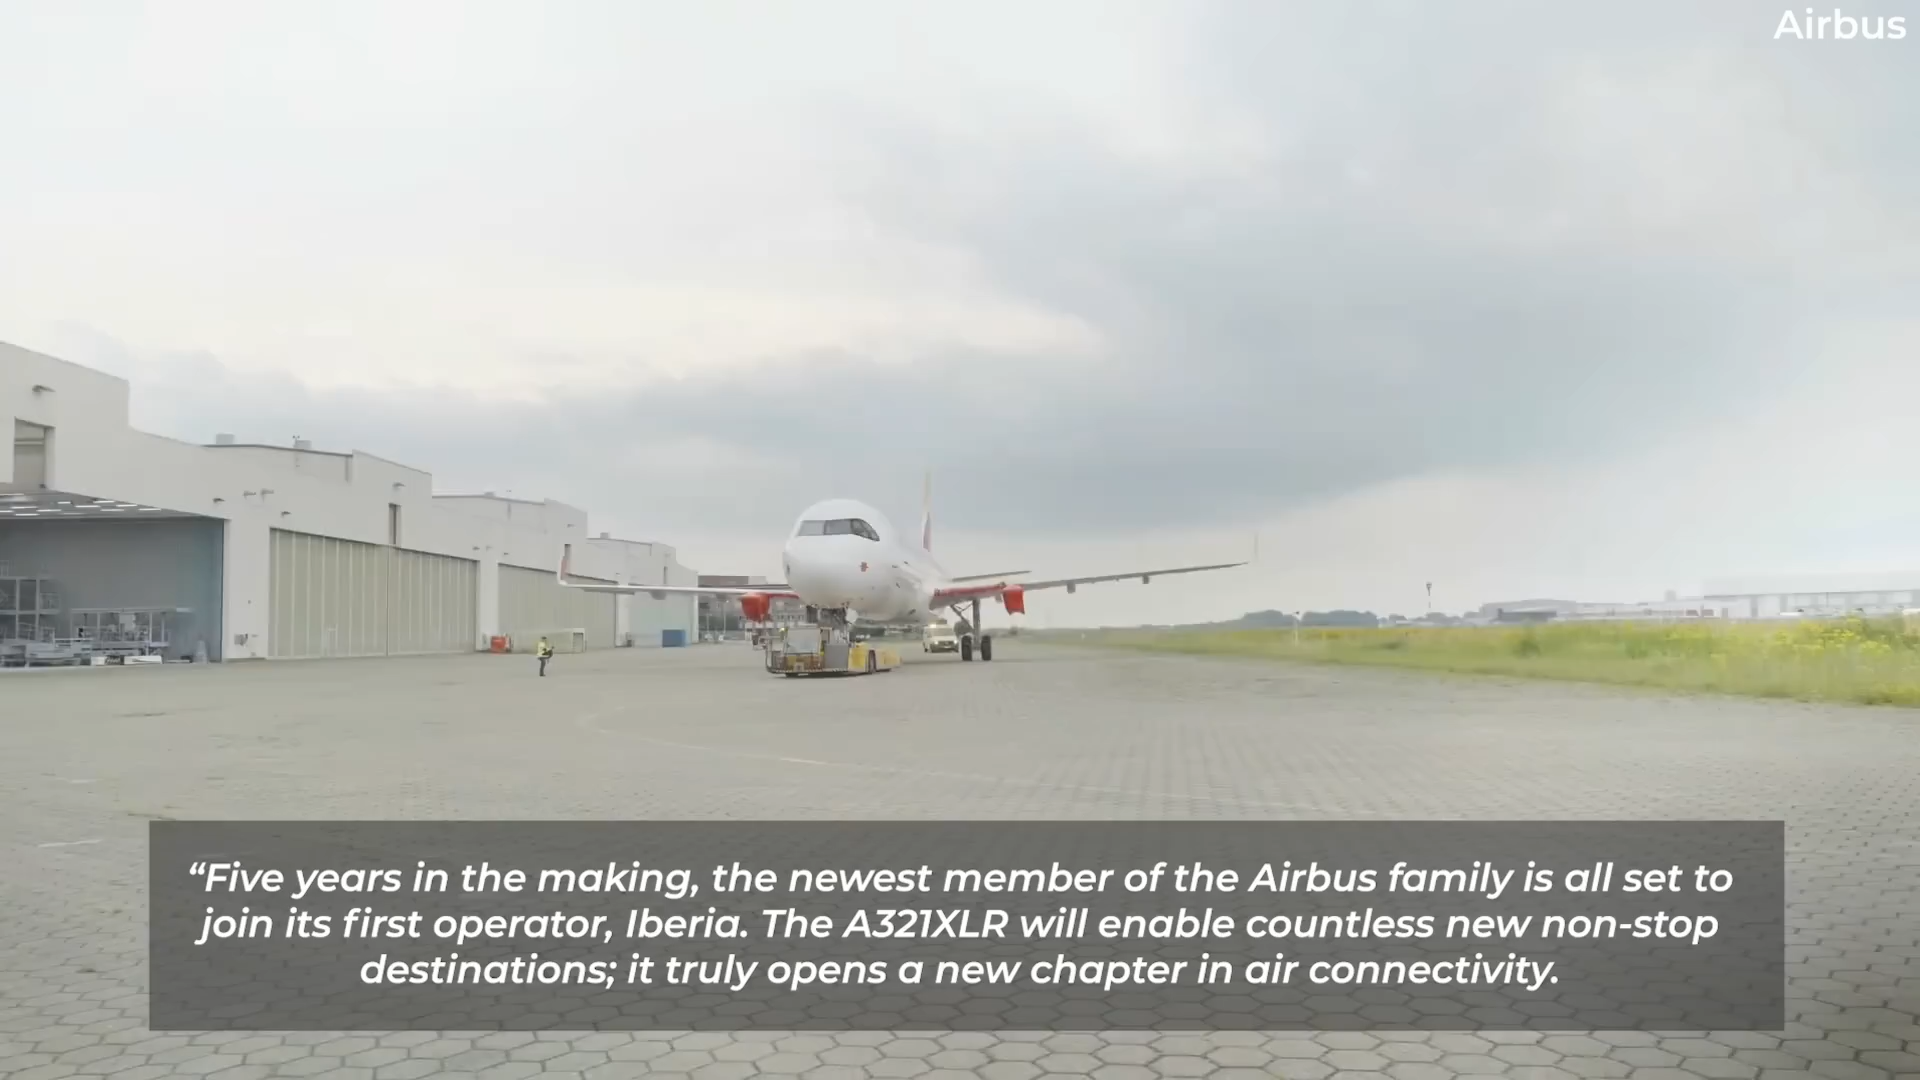 Airbus
“Five years in the making, the newest member of the Airbus family is all set to
join its first operator, Iberia. The A321XLR will enable countless new non-stop
destinations; it truly opens a new chapter in air connectivity.